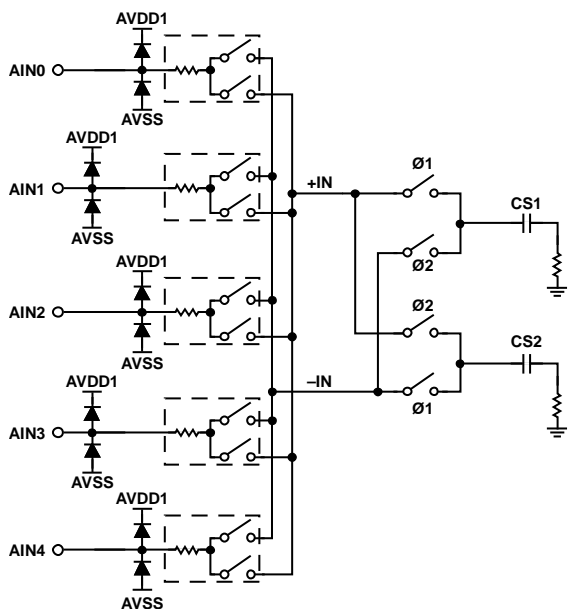 AVDD1
AIN0
AVSS
AVDD1
AIN1
AVSS
+IN
Ø1
CS1
Ø2
AVDD1
AIN2
AVSS
Ø2
CS2
–IN
Ø1
AVDD1
AIN3
AVSS
AVDD1
AIN4
AVSS